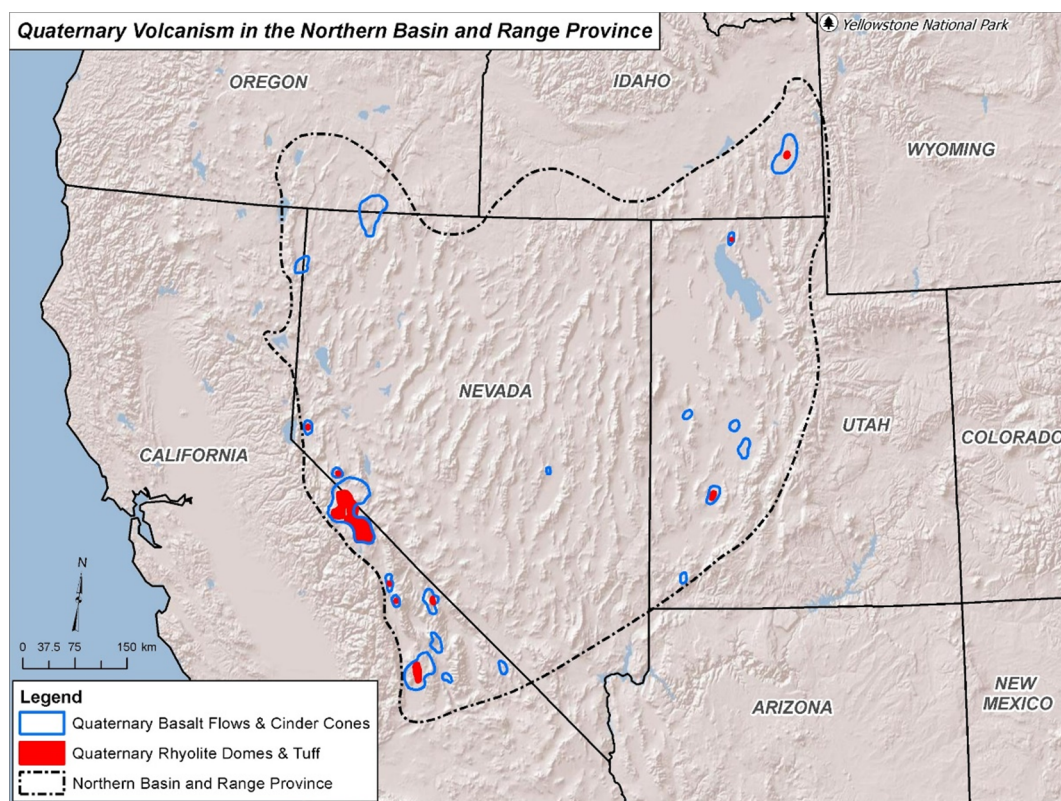 Quaternary Volcanism in the Northern Basin and Range Province
Yellowstone National Park
OREGON
IDAHO
WYOMING
NEVADA
UTAH
COLORADO
CALIFORNIA
N
0 37.5 75 150 km
ARIZONA
NEW
MEXICO
Legend
Quaternary Basalt Flows & Cinder Cones
Quaternary Rhyolite Domes & Tuff
Northern Basin and Range Province